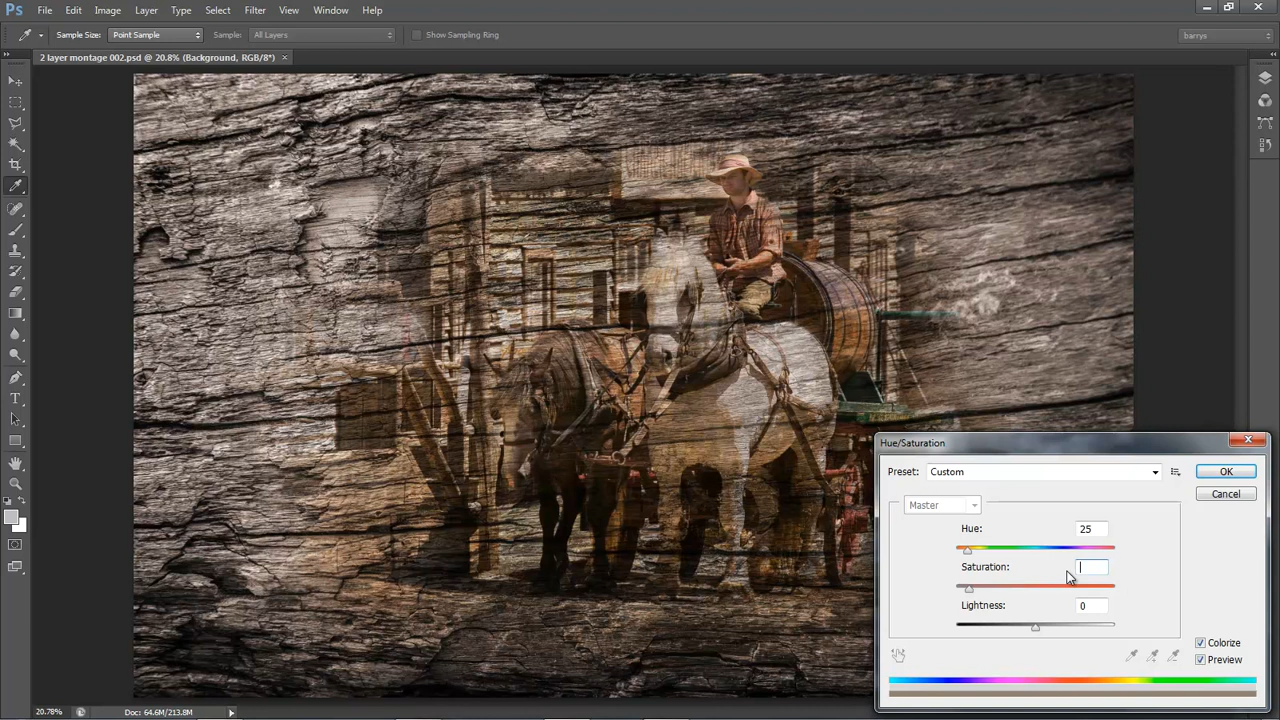 Ps File Edit Image Layer Type Select Filter View Window Help
Sample Size: Point Sample Sample: All Layers Show Sampling Ring barrys
2 layer montage 002.psd @ 20.8% (Background, RGB/8*) ×
Hue/Saturation
Preset: Custom OK
Cancel
Master
Hue: 25
Saturation:
Lightness: 0
Colorize
Preview
20.78% Doc: 64.6M/213.8M